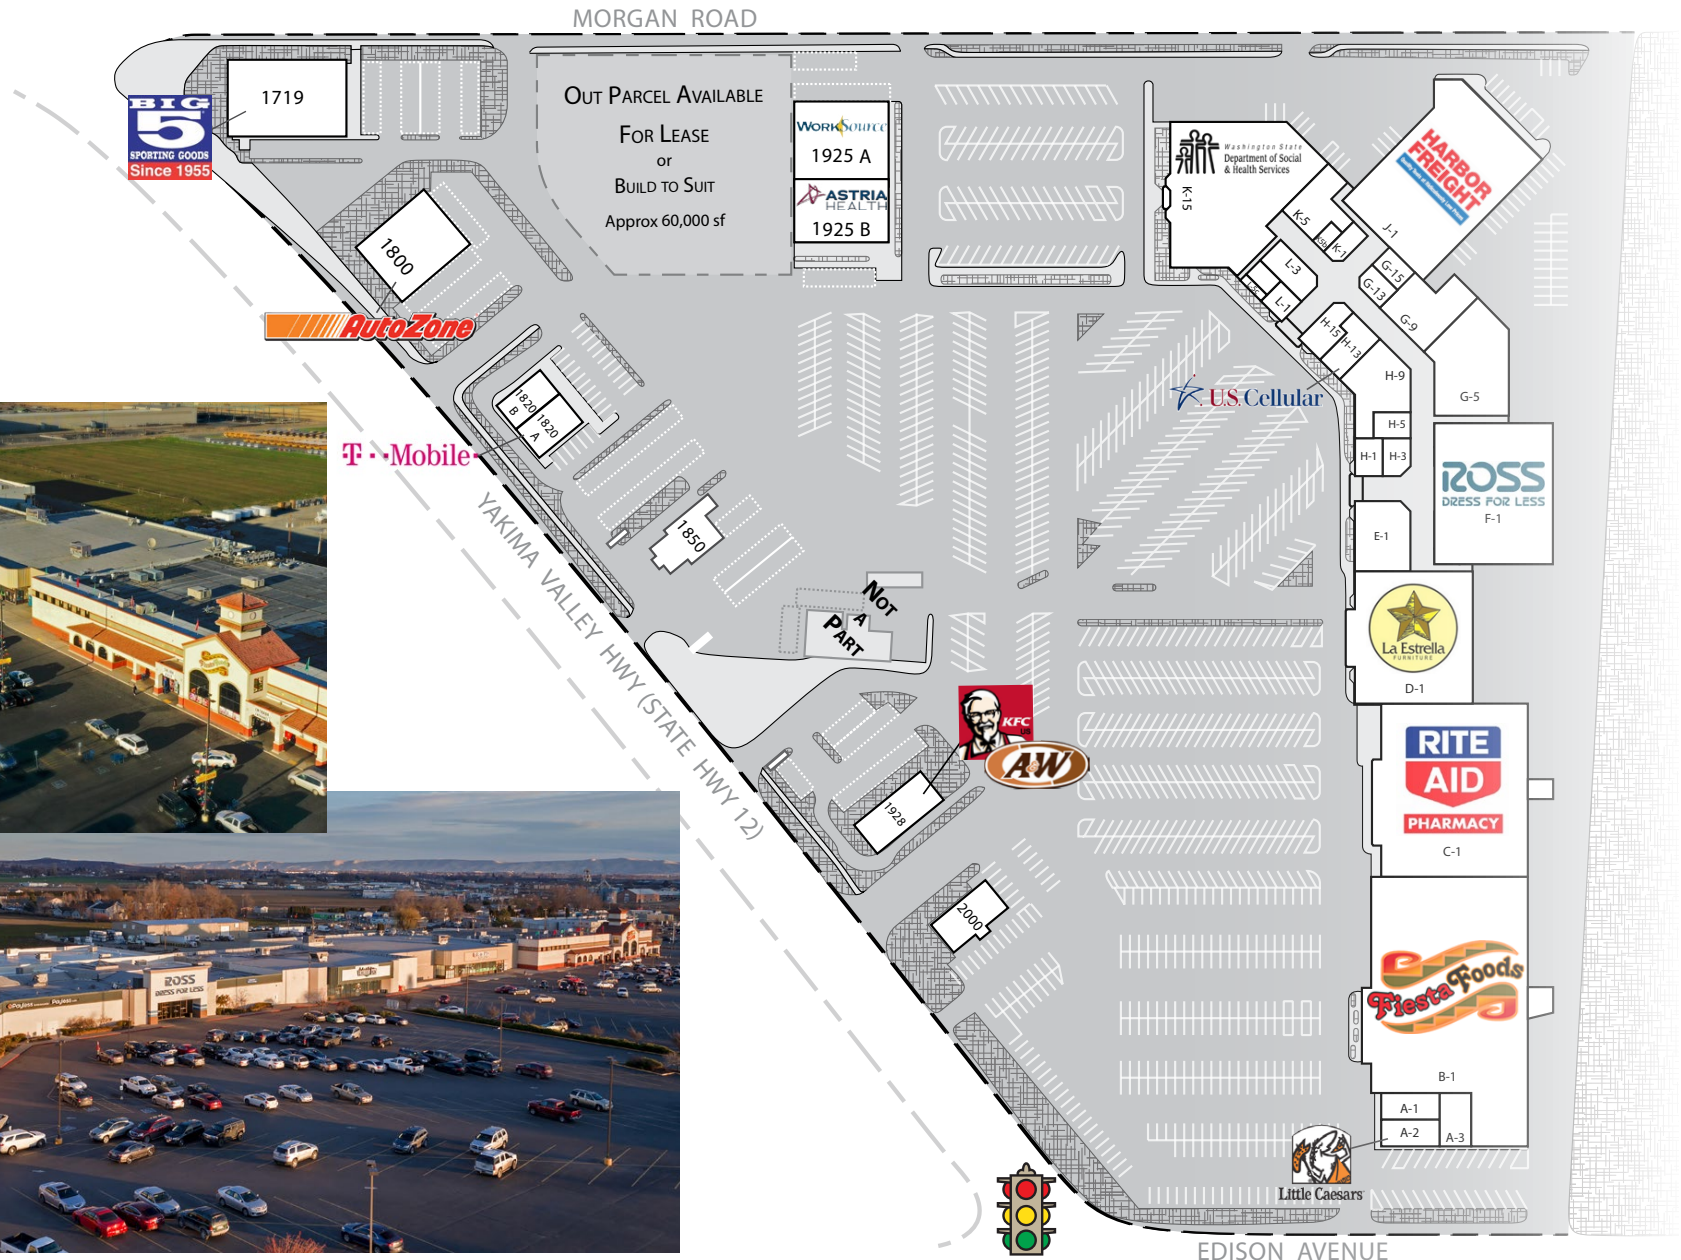 MORGAN ROAD
BIG
5
SPORTING GOODS
Since 1955
1719
OUT PARCEL AVAILABLE
FOR LEASE
or
BUILD TO SUIT
Approx 60,000 sf
WorkSource
1925 A
ASTRIA
HEALTH
1925 B
Washington State
Department of Social
& Health Services
K-15
K-5
K-1
HARBOR
FREIGHT
J-1
L-3
L-1
G-15
G-13
G-9
G-5
H-15
H-13
H-9
H-5
H-1
H-3
U.S. Cellular
1800
AutoZone
1820
B
1820
A
T-Mobile
1850
NOT
A
PART
YAKIMA VALLEY HWY (STATE HWY 12)
ROSS
DRESS FOR LESS
F-1
E-1
La Estrella
FURNITURE
D-1
KFC
US
A&W
1928
RITE
AID
PHARMACY
C-1
2000
Fiesta Foods
B-1
A-1
A-2
A-3
Little Caesars
EDISON AVENUE
ROSS
DRESS FOR LESS